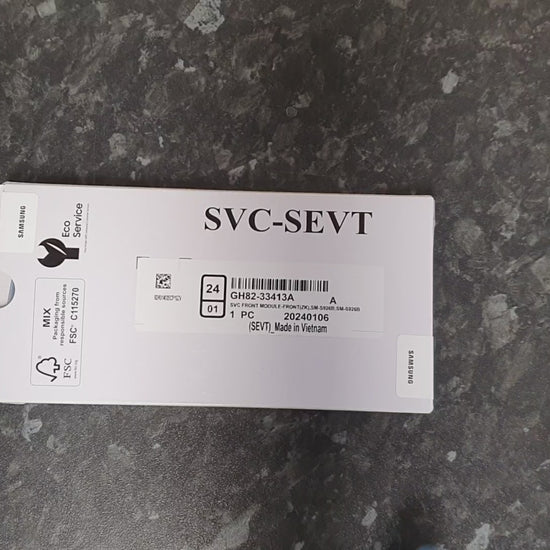 SVC-SEVT
SAMSUNG
Eco
Service
MIX
Packaging from
responsible sources
FSC® C115270
FSC
24
01
GH82-33413A A
SVC FRONT MODULE-FRONT(ZK);SM-S926B,SM-S926B
1 PC 20240106
(SEVT)_Made in Vietnam
SAMSUNG